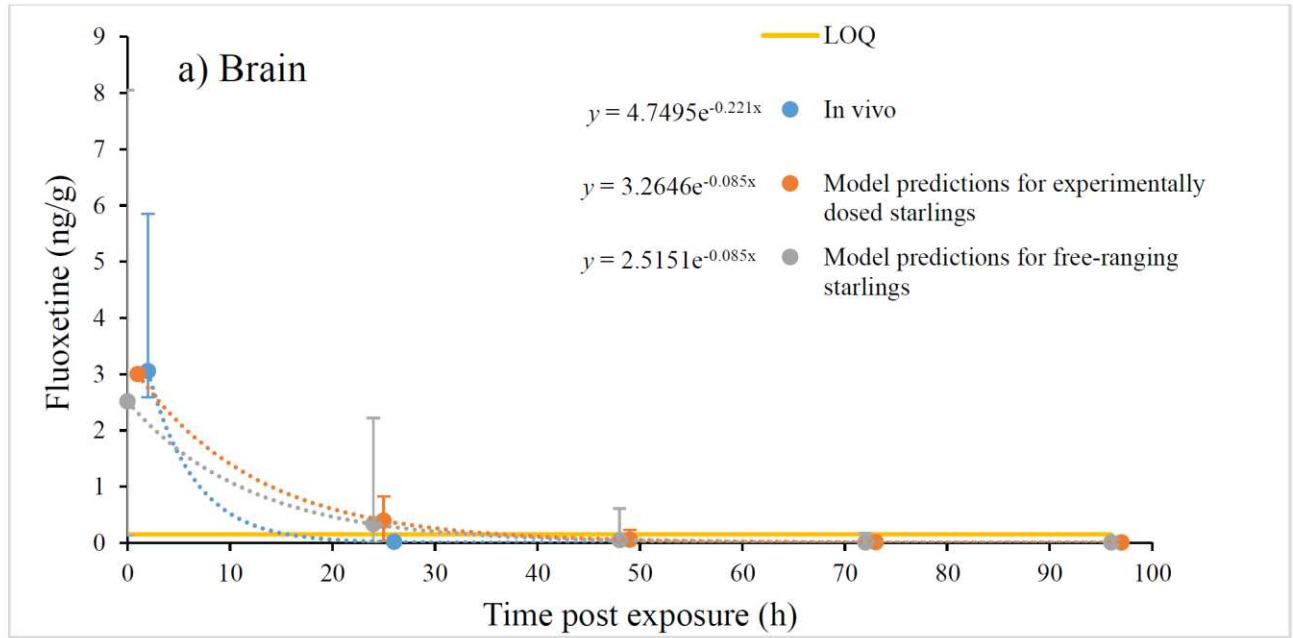 a) Brain
LOQ
y = 4.7495e^-0.221x
In vivo
y = 3.2646e^-0.085x
Model predictions for experimentally
dosed starlings
y = 2.5151e^-0.085x
Model predictions for free-ranging
starlings
Fluoxetine (ng/g)
9
8
7
6
5
4
3
2
1
0
0 10 20 30 40 50 60 70 80 90 100
Time post exposure (h)